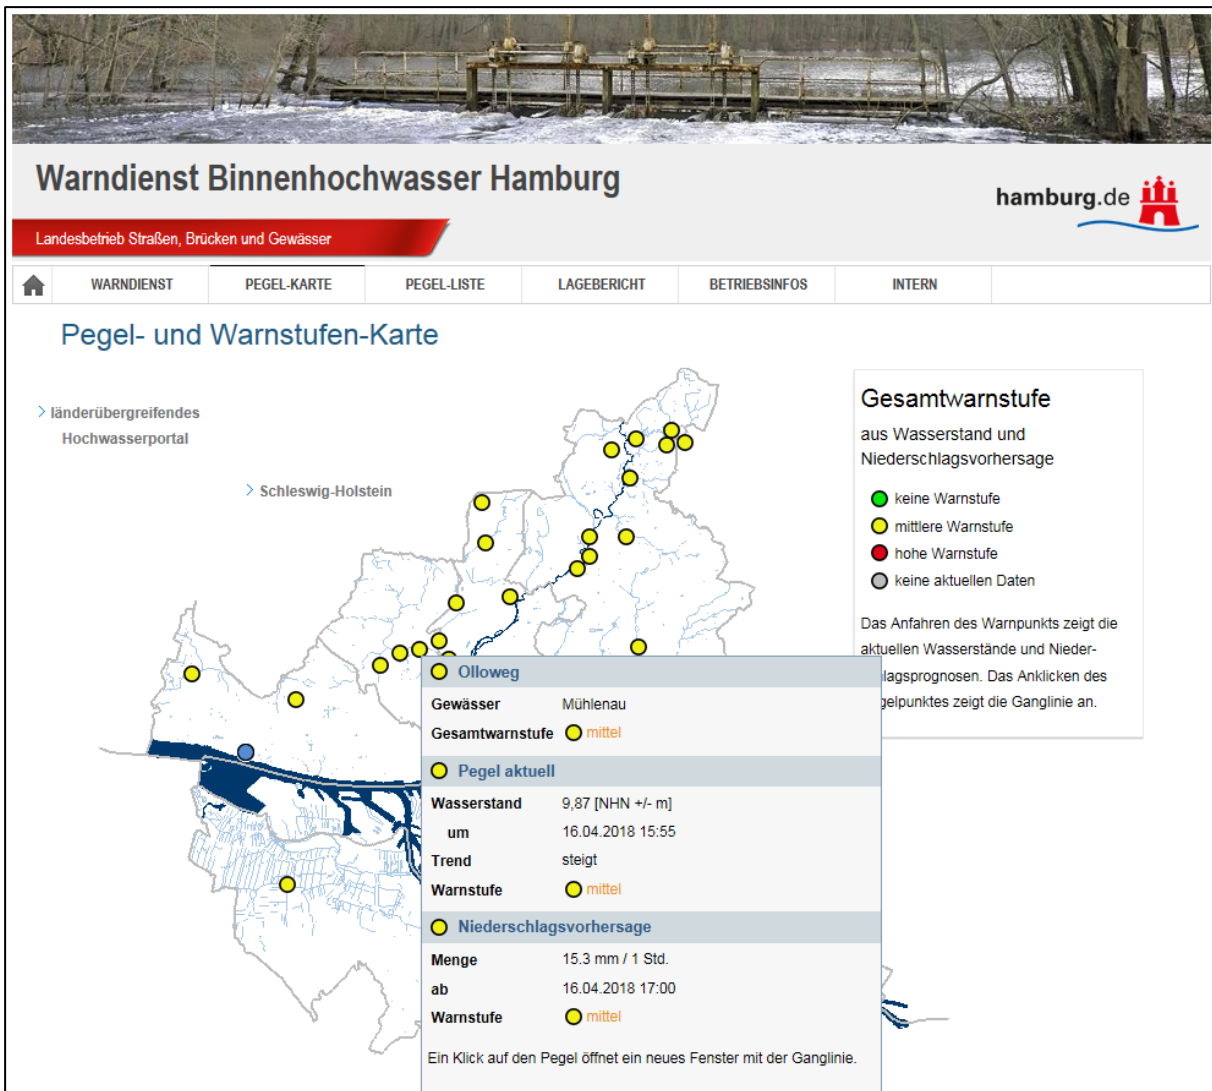 Warndienst Binnenhochwasser Hamburg
hamburg.de
Landesbetrieb Straßen, Brücken und Gewässer
WARNDIENST PEGEL-KARTE PEGEL-LISTE LAGEBERICHT BETRIEBSINFOS INTERN
Pegel- und Warnstufen-Karte
länderübergreifendes
Hochwasserportal
Schleswig-Holstein
Gesamtwarnstufe
aus Wasserstand und
Niederschlagsvorhersage
keine Warnstufe
mittlere Warnstufe
hohe Warnstufe
keine aktuellen Daten
Das Anfahren des Warnpunkts zeigt die
aktuellen Wasserstände und Nieder-
lagsprognosen. Das Anklicken des
gelpunktes zeigt die Ganglinie an.
Olloweg
Gewässer Mühlenau
Gesamtwarnstufe mittel
Pegel aktuell
Wasserstand 9,87 [NHN +/- m]
um 16.04.2018 15:55
Trend steigt
Warnstufe mittel
Niederschlagsvorhersage
Menge 15.3 mm / 1 Std.
ab 16.04.2018 17:00
Warnstufe mittel
Ein Klick auf den Pegel öffnet ein neues Fenster mit der Ganglinie.